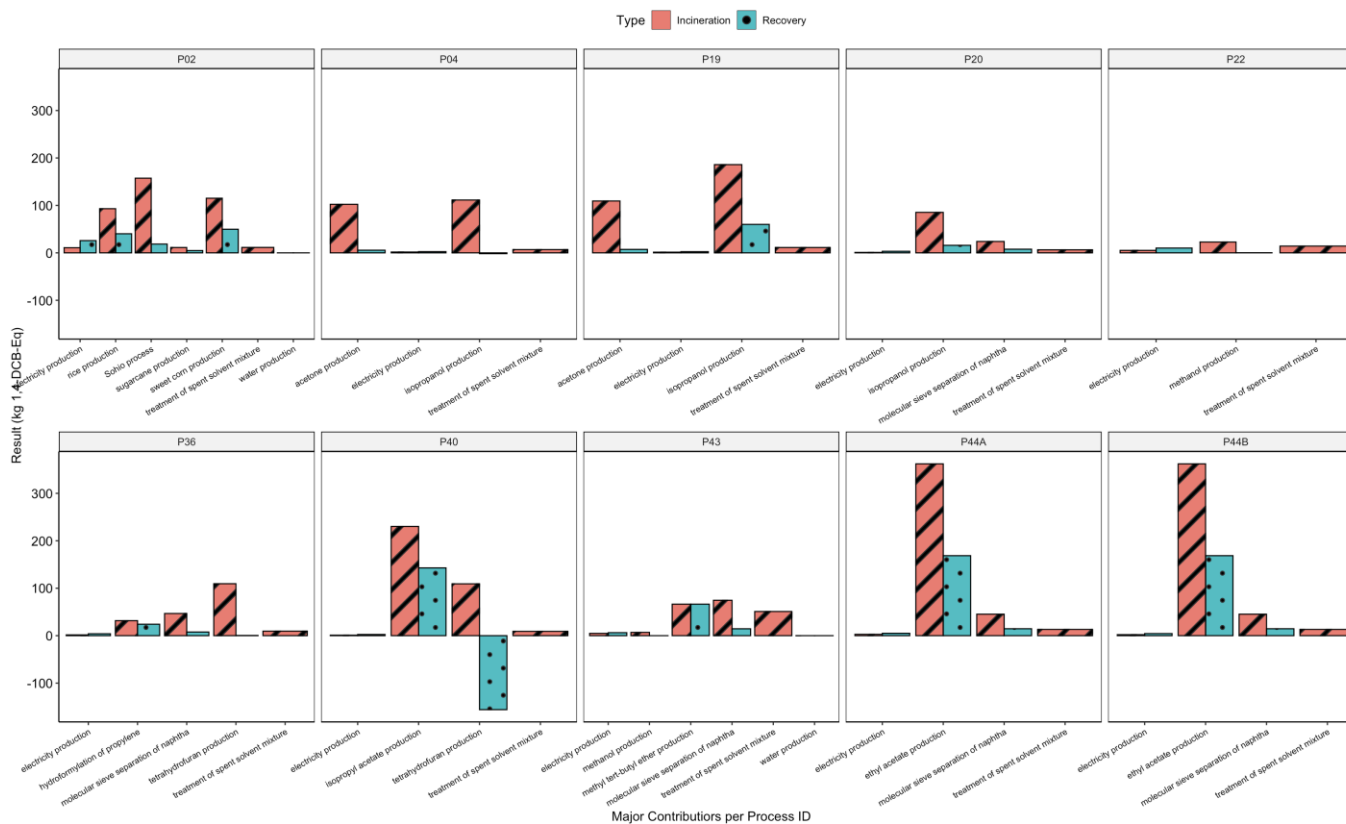 Type Incineration Recovery
P02 P04 P19 P20 P22
300
200
100
0
-100
electricity production
rice production
Sohio process
sugarcane production
sweet corn production
treatment of spent solvent mixture
water production
acetone production
electricity production
isopropanol production
treatment of spent solvent mixture
acetone production
electricity production
isopropanol production
treatment of spent solvent mixture
electricity production
isopropanol production
molecular sieve separation of naphtha
treatment of spent solvent mixture
electricity production
methanol production
treatment of spent solvent mixture
Result (kg 1,4-DCB-Eq)
P36 P40 P43 P44A P44B
300
200
100
0
-100
electricity production
hydroformylation of propylene
molecular sieve separation of naphtha
tetrahydrofuran production
treatment of spent solvent mixture
electricity production
isopropyl acetate production
tetrahydrofuran production
treatment of spent solvent mixture
electricity production
methanol production
methyl tert-butyl ether production
molecular sieve separation of naphtha
treatment of spent solvent mixture
water production
electricity production
ethyl acetate production
molecular sieve separation of naphtha
treatment of spent solvent mixture
electricity production
ethyl acetate production
molecular sieve separation of naphtha
treatment of spent solvent mixture
Major Contributions per Process ID